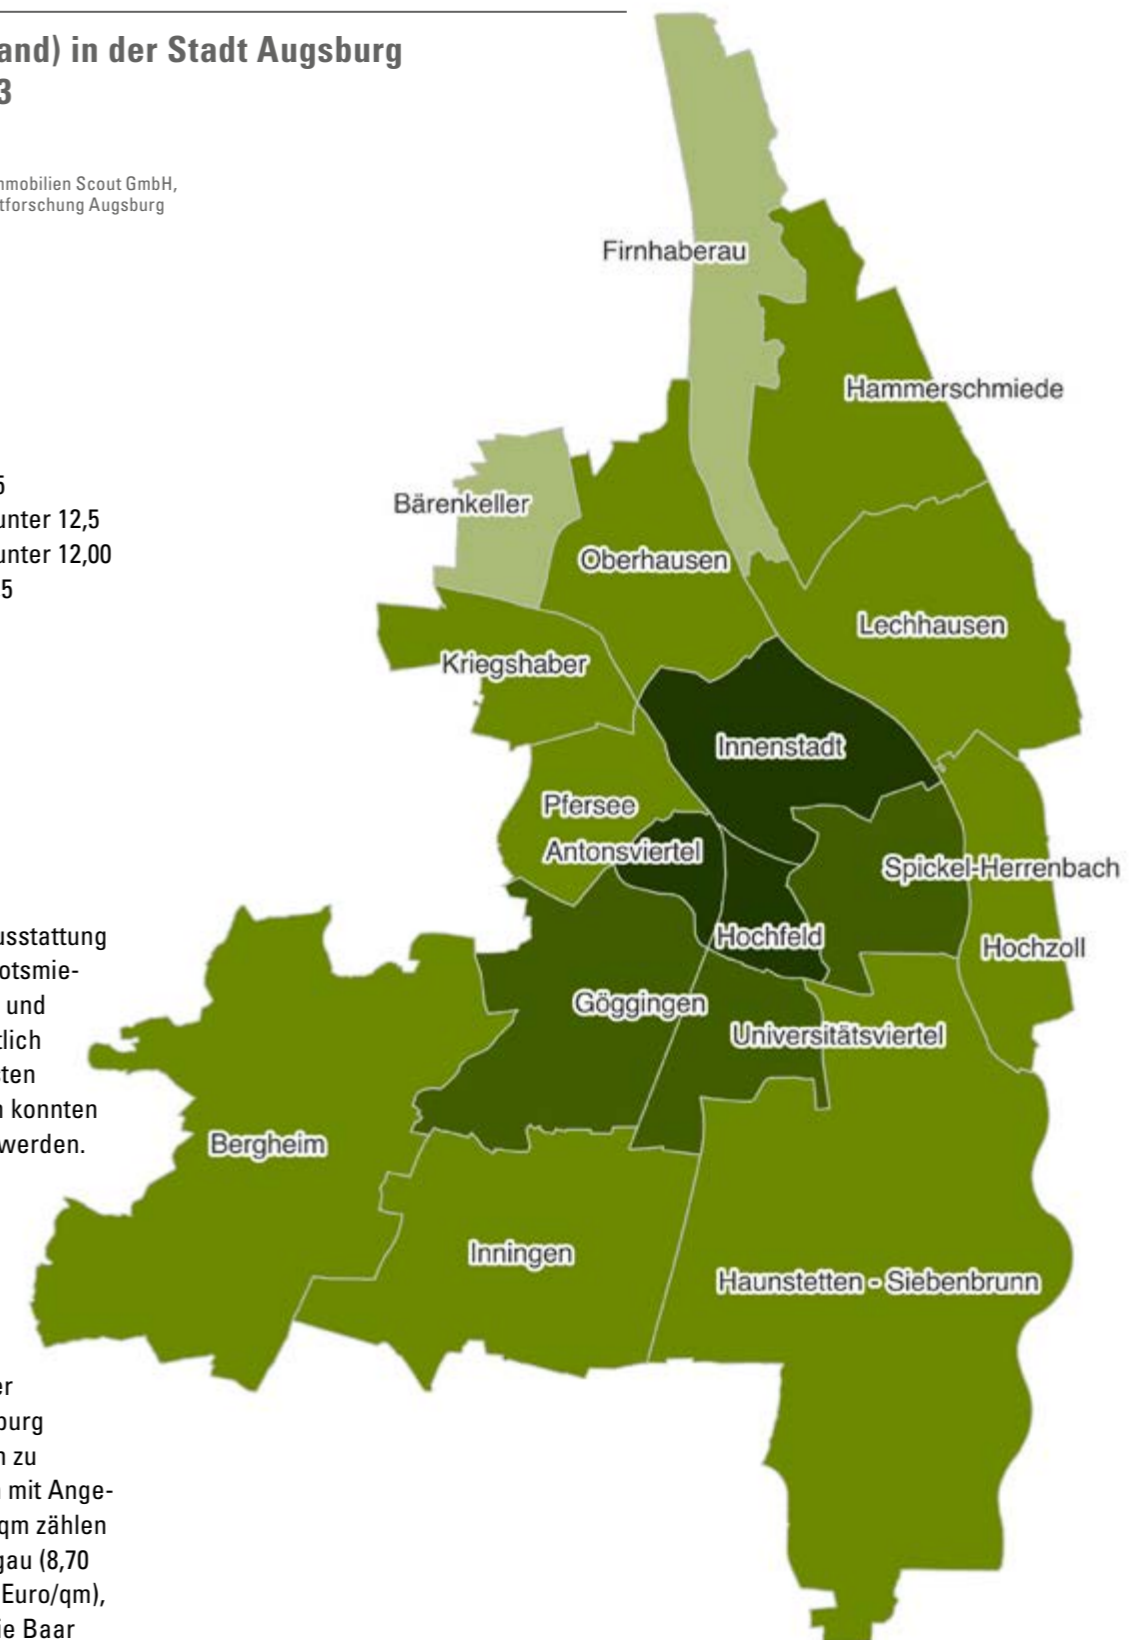 and) in der Stadt Augsburg
3
mmobilien Scout GmbH,
tforschung Augsburg
Firnhaberau
Hammerschmiede
5
unter 12,5
unter 12,00
5
Bärenkeller
Oberhausen
Lechhausen
Kriegshaber
Innenstadt
Pfersee
Antonsviertel
Spickel-Herrenbach
Hochfeld
Hochzoll
Göggingen
Universitätsviertel
usstattung
otsmie-
und
tlich
sten
n konnten
werden.
Bergheim
Inningen
Haunstetten - Siebenbrunn
er
burg
n zu
n mit Ange-
qm zählen
gau (8,70
Euro/qm),
ie Baar